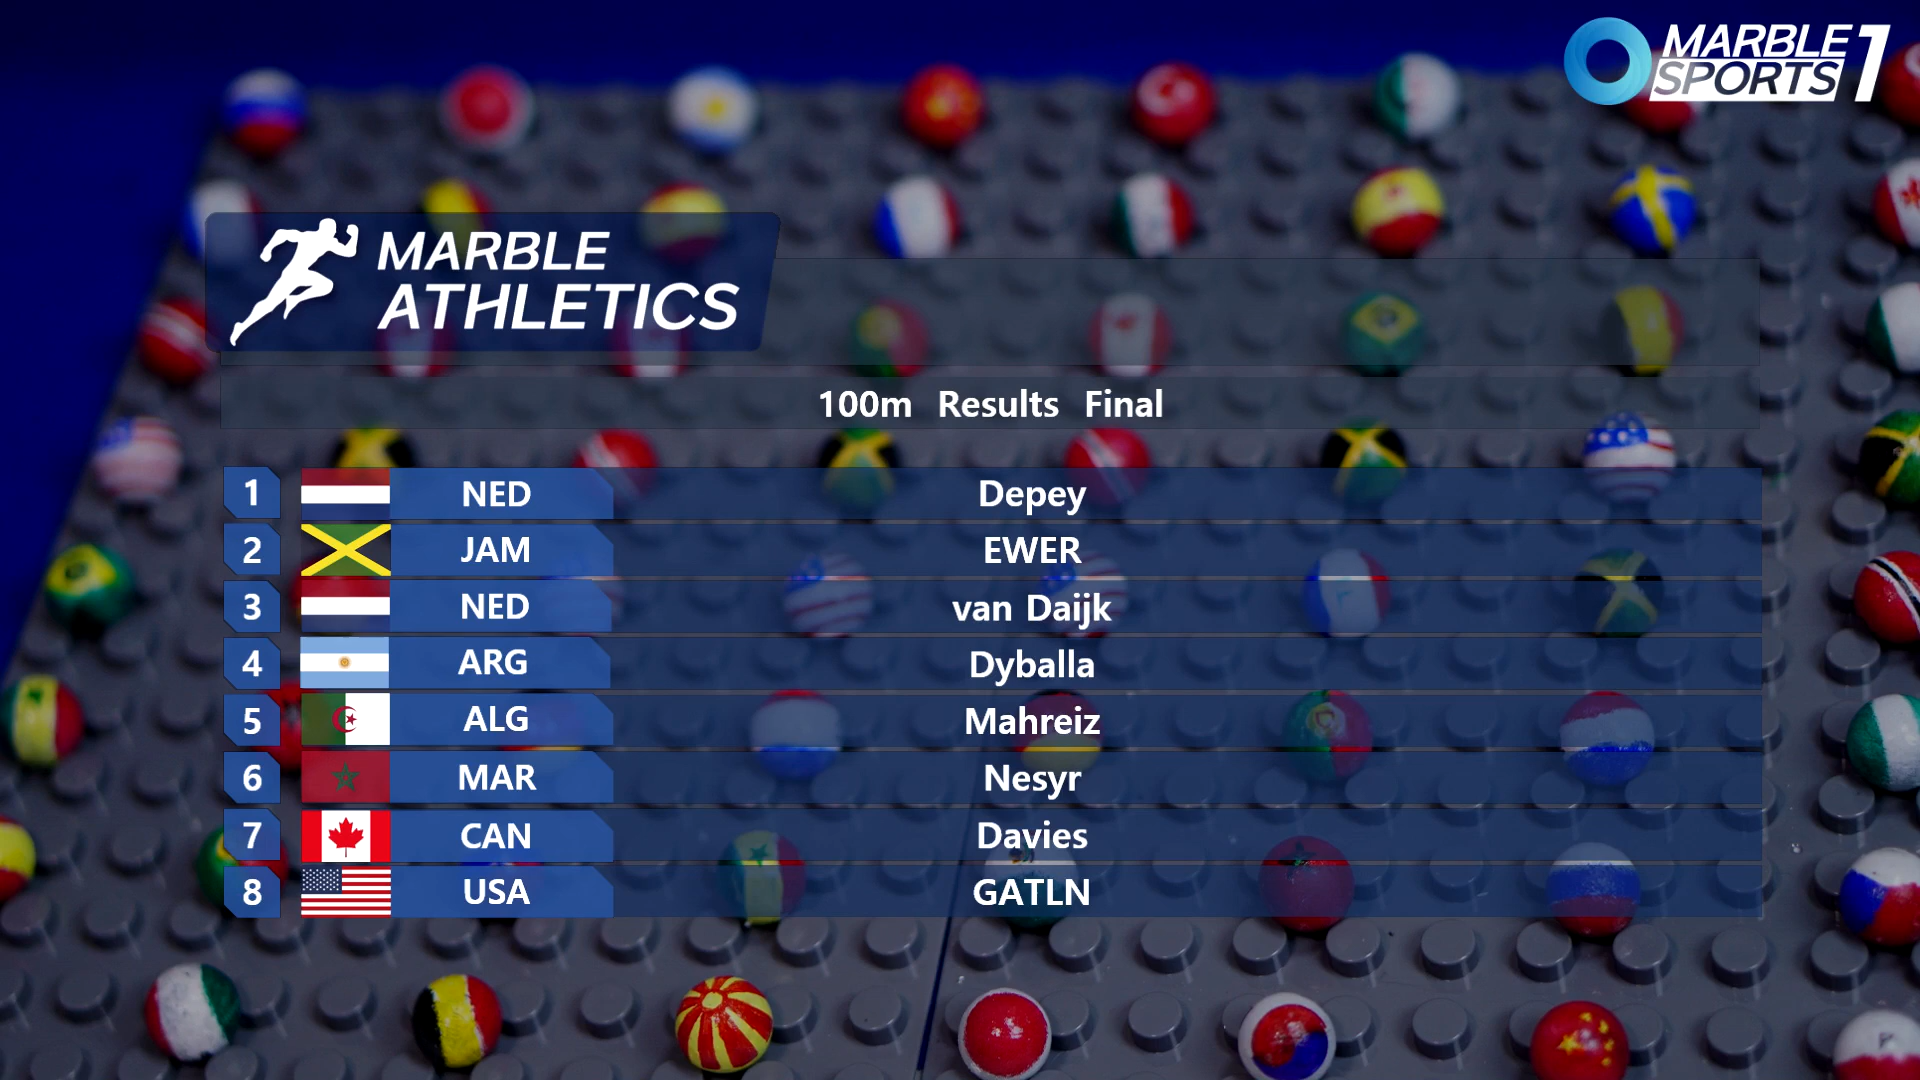 MARBLE
SPORTS 1
MARBLE
ATHLETICS
100m Results Final
1 NED Depey
2 JAM EWER
3 NED van Daijk
4 ARG Dyballa
5 ALG Mahreiz
6 MAR Nesyr
7 CAN Davies
8 USA GATLN